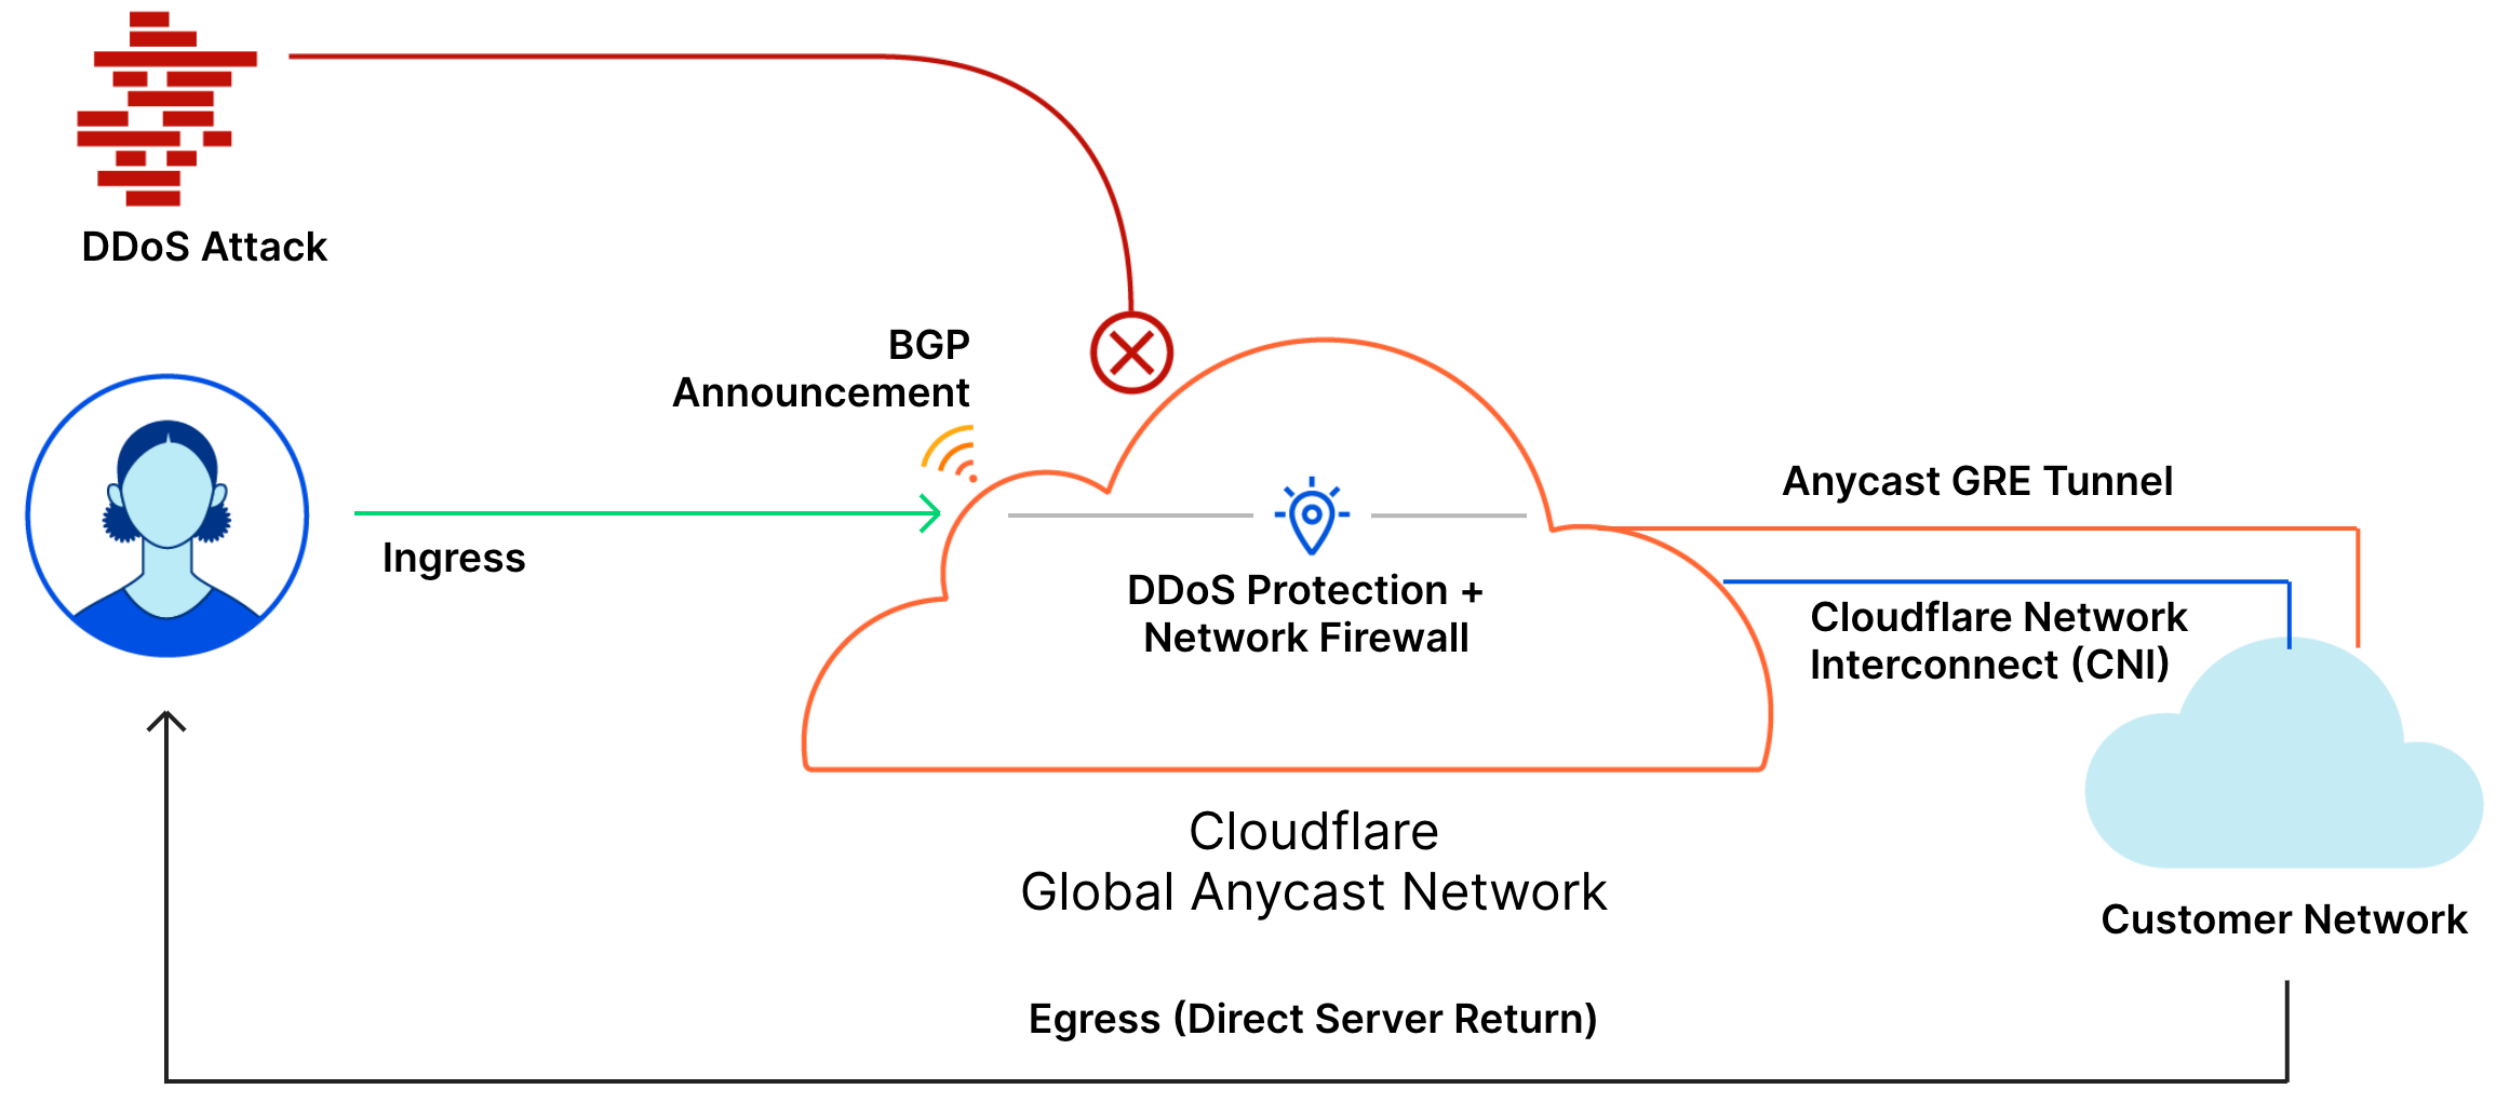 DDoS Attack
BGP
Announcement
Ingress
DDoS Protection +
Network Firewall
Anycast GRE Tunnel
Cloudflare Network
Interconnect (CNI)
Cloudflare
Global Anycast Network
Customer Network
Egress (Direct Server Return)